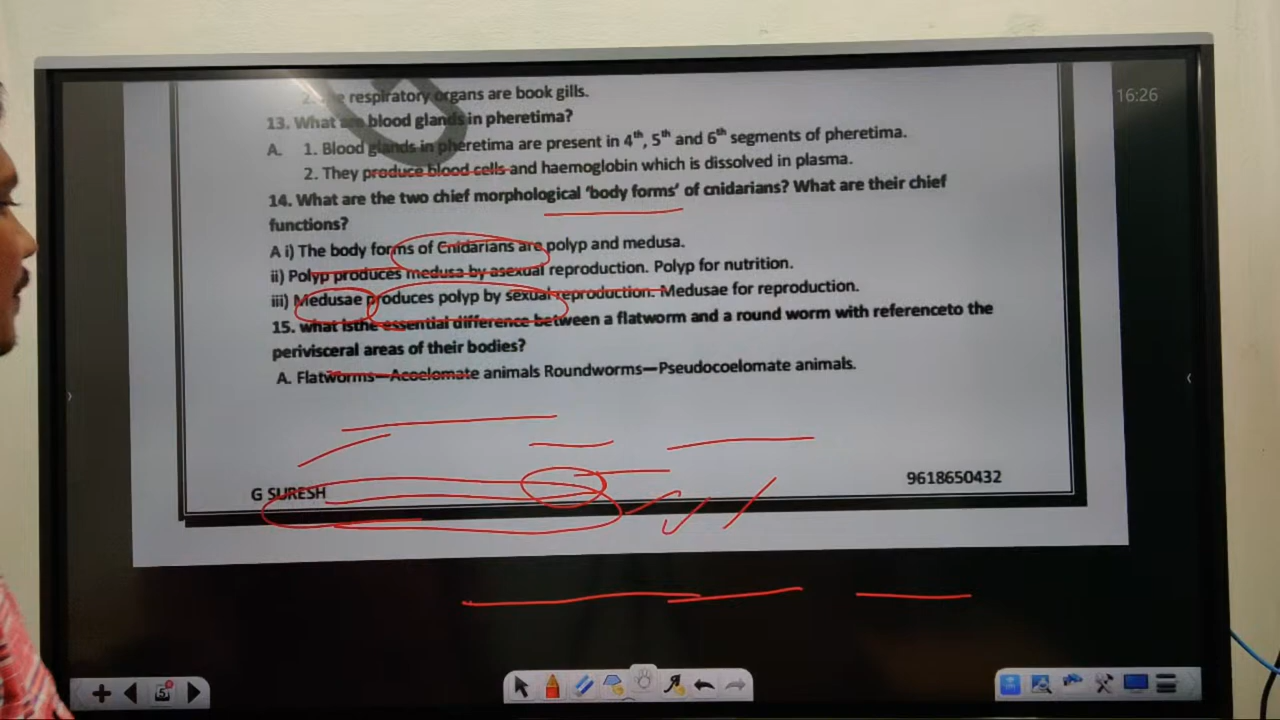 16:26
respiratory organs are book gills.
13. What are blood glands in pheretima?
A. 1. Blood glands in pheretima are present in 4th, 5th and 6th segments of pheretima.
2. They produce blood cells and haemoglobin which is dissolved in plasma.
14. What are the two chief morphological 'body forms' of cnidarians? What are their chief
functions?
A i) The body forms of Cnidarians are polyp and medusa.
ii) Polyp produces medusa by asexual reproduction. Polyp for nutrition.
iii) Medusae produces polyp by sexual reproduction. Medusae for reproduction.
15. what isthe essential difference between a flatworm and a round worm with referenceto the
perivisceral areas of their bodies?
A. Flatworms—Acoelomate animals Roundworms—Pseudocoelomate animals.
G SURESH 9618650432
5